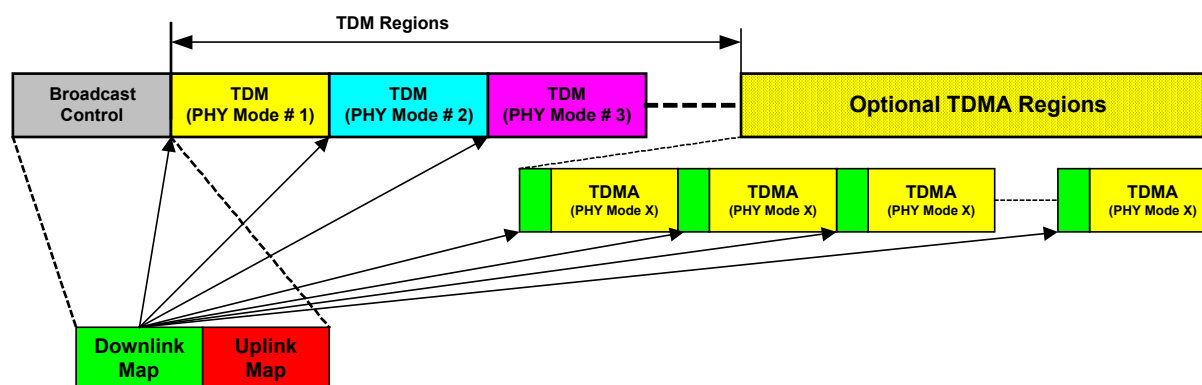 TDM Regions
Broadcast
Control
TDM
(PHY Mode # 1)
TDM
(PHY Mode # 2)
TDM
(PHY Mode # 3)
Optional TDMA Regions
TDMA
(PHY Mode X)
TDMA
(PHY Mode X)
TDMA
(PHY Mode X)
TDMA
(PHY Mode X)
Downlink
Map
Uplink
Map